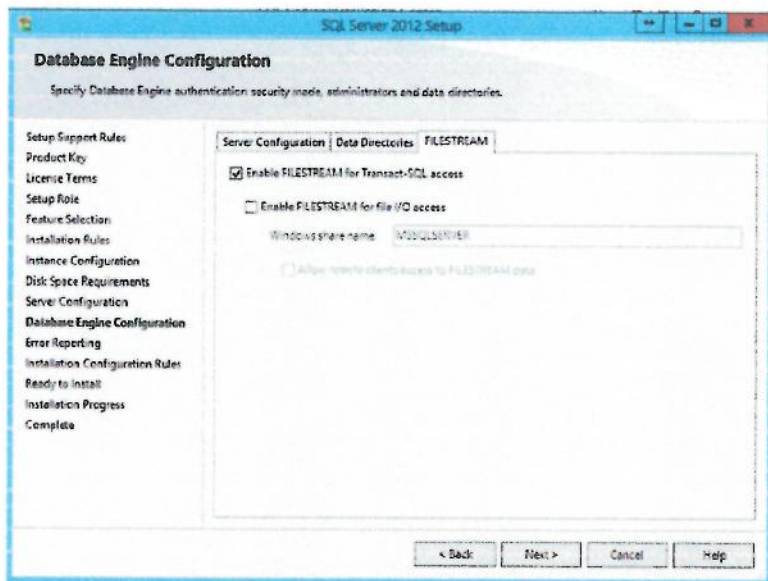 SQL Server 2012 Setup
Database Engine Configuration
Specify Database Engine authentication security mode, administrators and data directories.
Setup Support Rules
Product Key
License Terms
Setup Role
Feature Selection
Installation Rules
Instance Configuration
Disk Space Requirements
Server Configuration
Database Engine Configuration
Error Reporting
Installation Configuration Rules
Ready to Install
Installation Progress
Complete
Server Configuration Data Directories FILESTREAM
Enable FILESTREAM for Transact-SQL access
Enable FILESTREAM for file I/O access
Windows share name: MSSQLSERVER
Allow remote clients access to FILESTREAM data
< Back Next > Cancel Help